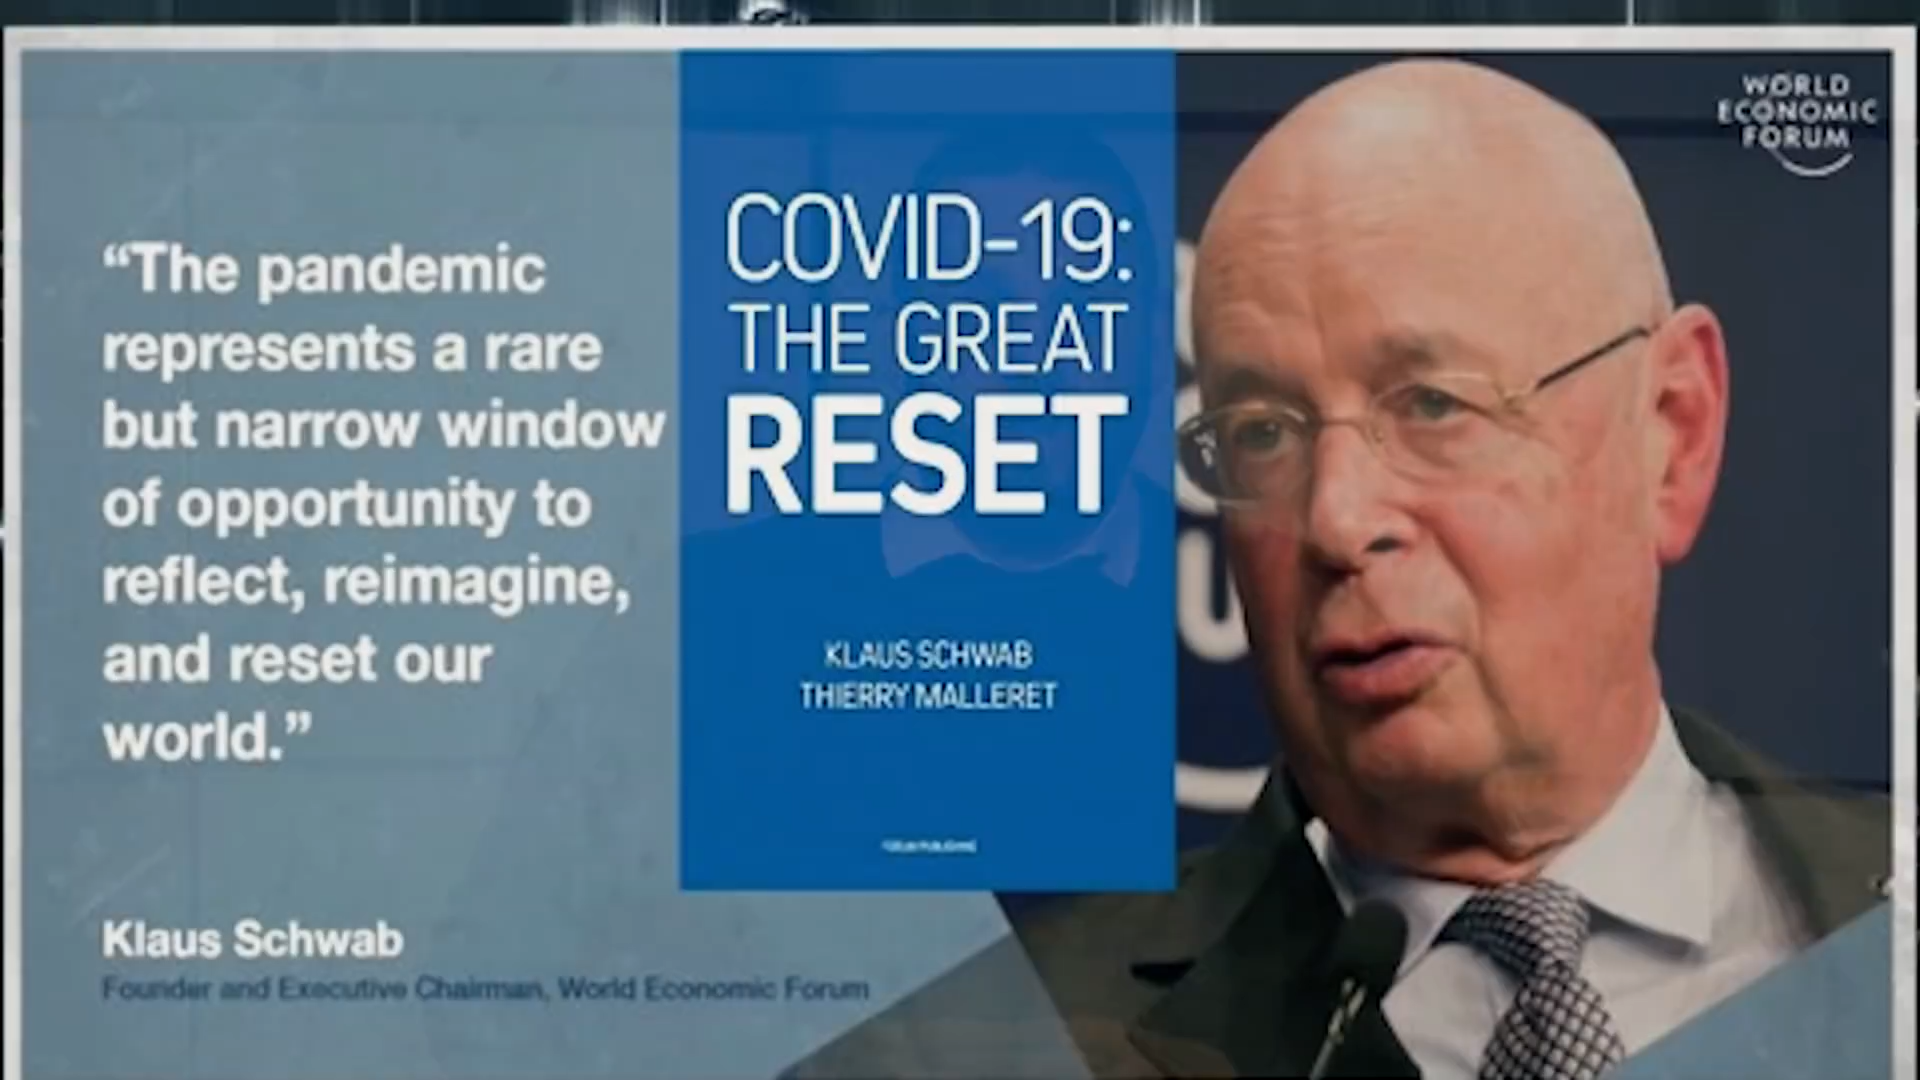 “The pandemic
represents a rare
but narrow window
of opportunity to
reflect, reimagine,
and reset our
world.”
Klaus Schwab
Founder and Executive Chairman, World Economic Forum
COVID-19:
THE GREAT
RESET
KLAUS SCHWAB
THIERRY MALLERET
WORLD
ECONOMIC
FORUM